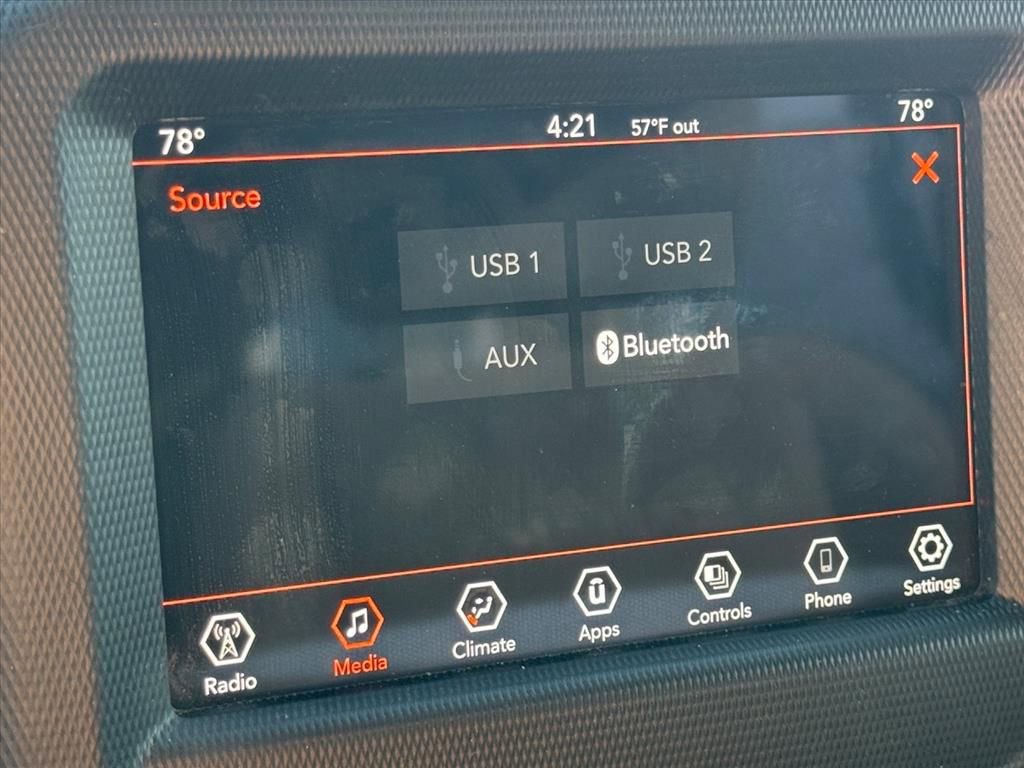 78° 4:21 57°F out 78°
Source
USB 1 USB 2
AUX Bluetooth
Radio Media Climate Apps Controls Phone Settings